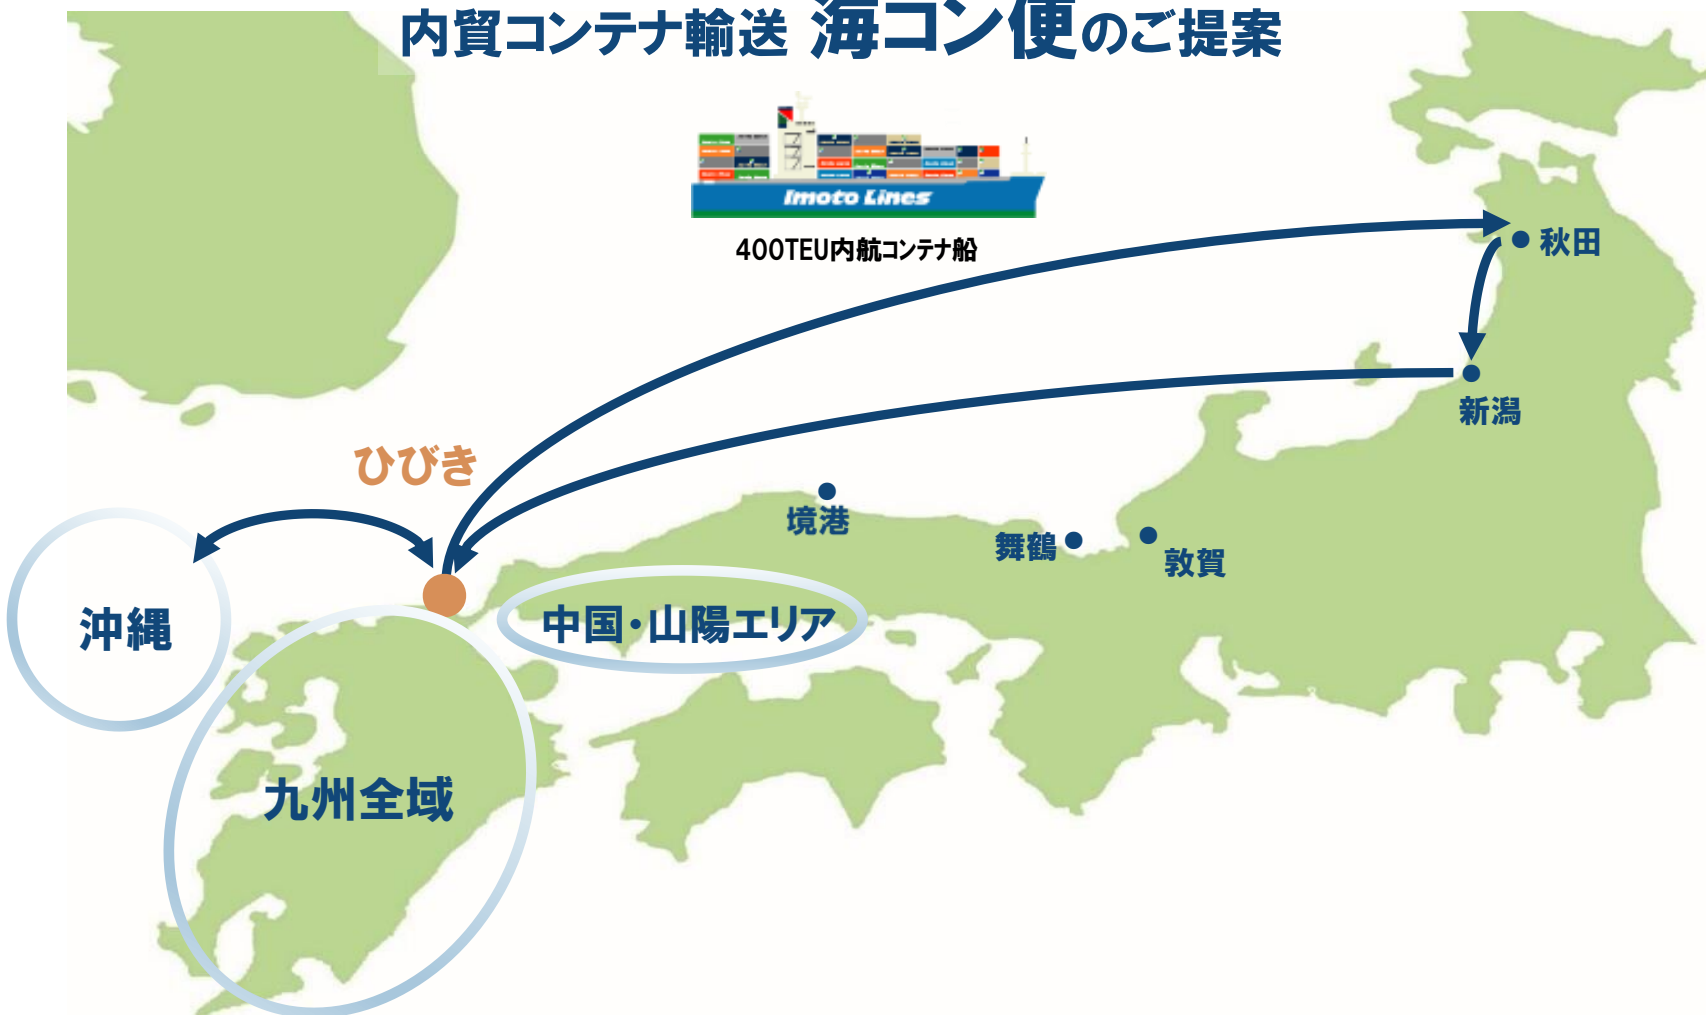 内貿コンテナ輸送 海コン便のご提案
Imoto Lines
400TEU内航コンテナ船
秋田
新潟
ひびき
境港
舞鶴
敦賀
沖縄
中国・山陽エリア
九州全域